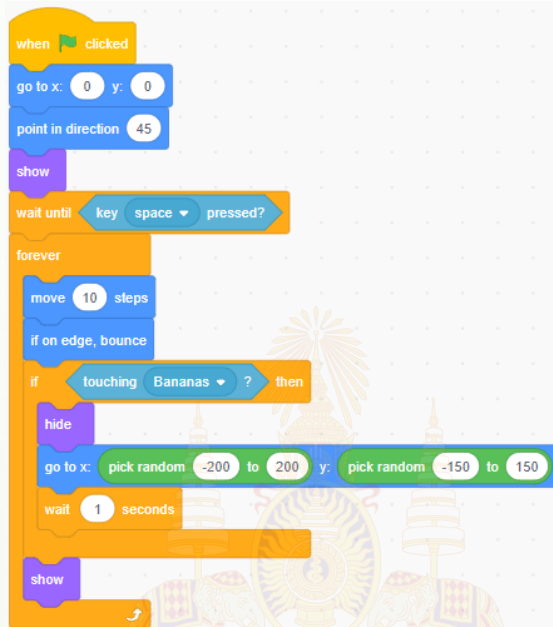 when clicked
go to x: 0 y: 0
point in direction 45
show
wait until key space pressed?
forever
move 10 steps
if on edge, bounce
if touching Bananas ? then
hide
go to x: pick random -200 to 200 y: pick random -150 to 150
wait 1 seconds
show